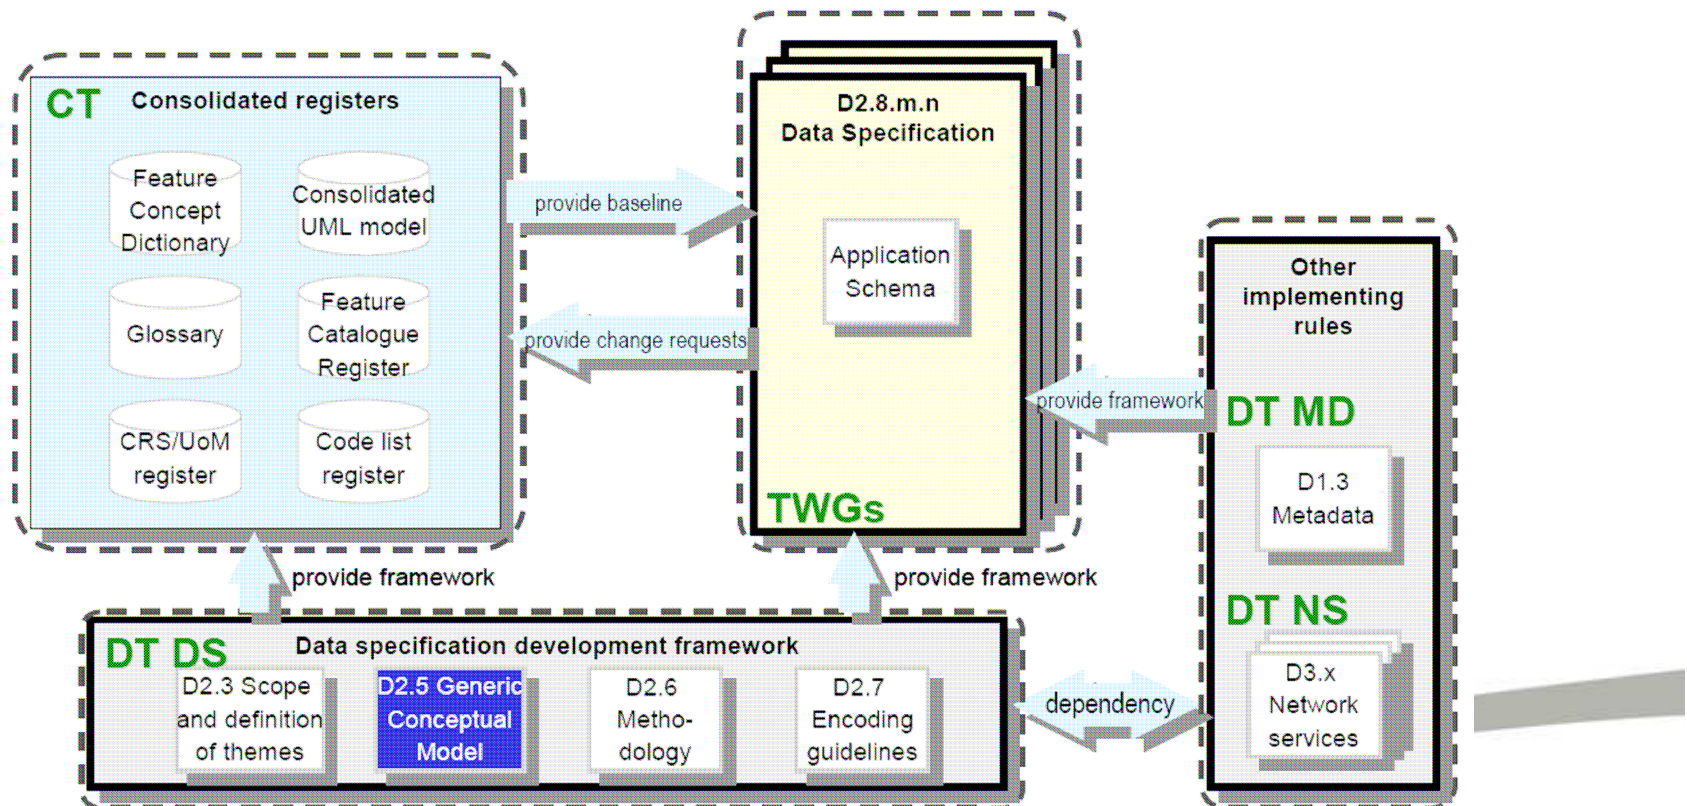 CT
Consolidated registers
Feature
Concept
Dictionary
Consolidated
UML model
Glossary
Feature
Catalogue
Register
CRS/UoM
register
Code list
register
provide baseline
provide change requests
D2.8.m.n
Data Specification
Application
Schema
TWGs
provide framework
Other
implementing
rules
DT MD
D1.3
Metadata
DT NS
D3.x
Network
services
provide framework
provide framework
DT DS
Data specification development framework
D2.3 Scope
and definition
of themes
D2.5 Generic
Conceptual
Model
D2.6
Metho-
dology
D2.7
Encoding
guidelines
dependency